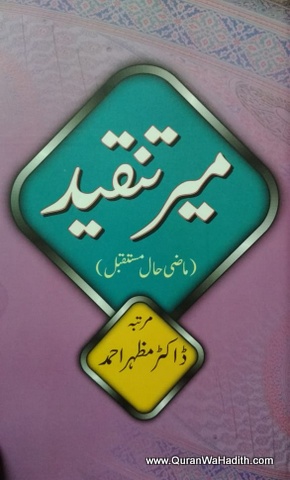 میر تنقید
(ماضی حال مستقبل)
مرتبہ
ڈاکٹر مظہر احمد
www.QuranWaHadith.com